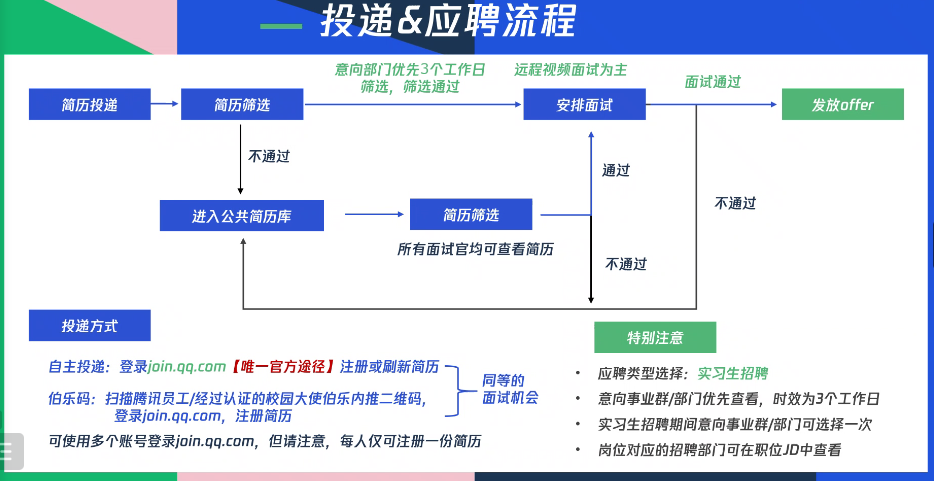 投递&应聘流程
意向部门优先3个工作日
筛选，筛选通过
远程视频面试为主
面试通过
简历投递
简历筛选
安排面试
发放offer
不通过
通过
不通过
进入公共简历库
简历筛选
所有面试官均可查看简历
不通过
投递方式
特别注意
自主投递：登录join.qq.com【唯一官方途径】注册或刷新简历
伯乐码：扫描腾讯员工/经过认证的校园大使伯乐内推二维码，
登录join.qq.com，注册简历
同等的
面试机会
可使用多个账号登录join.qq.com，但请注意，每人仅可注册一份简历
• 应聘类型选择：实习生招聘
• 意向事业群/部门优先查看，时效为3个工作日
• 实习生招聘期间意向事业群/部门可选择一次
• 岗位对应的招聘部门可在职位JD中查看